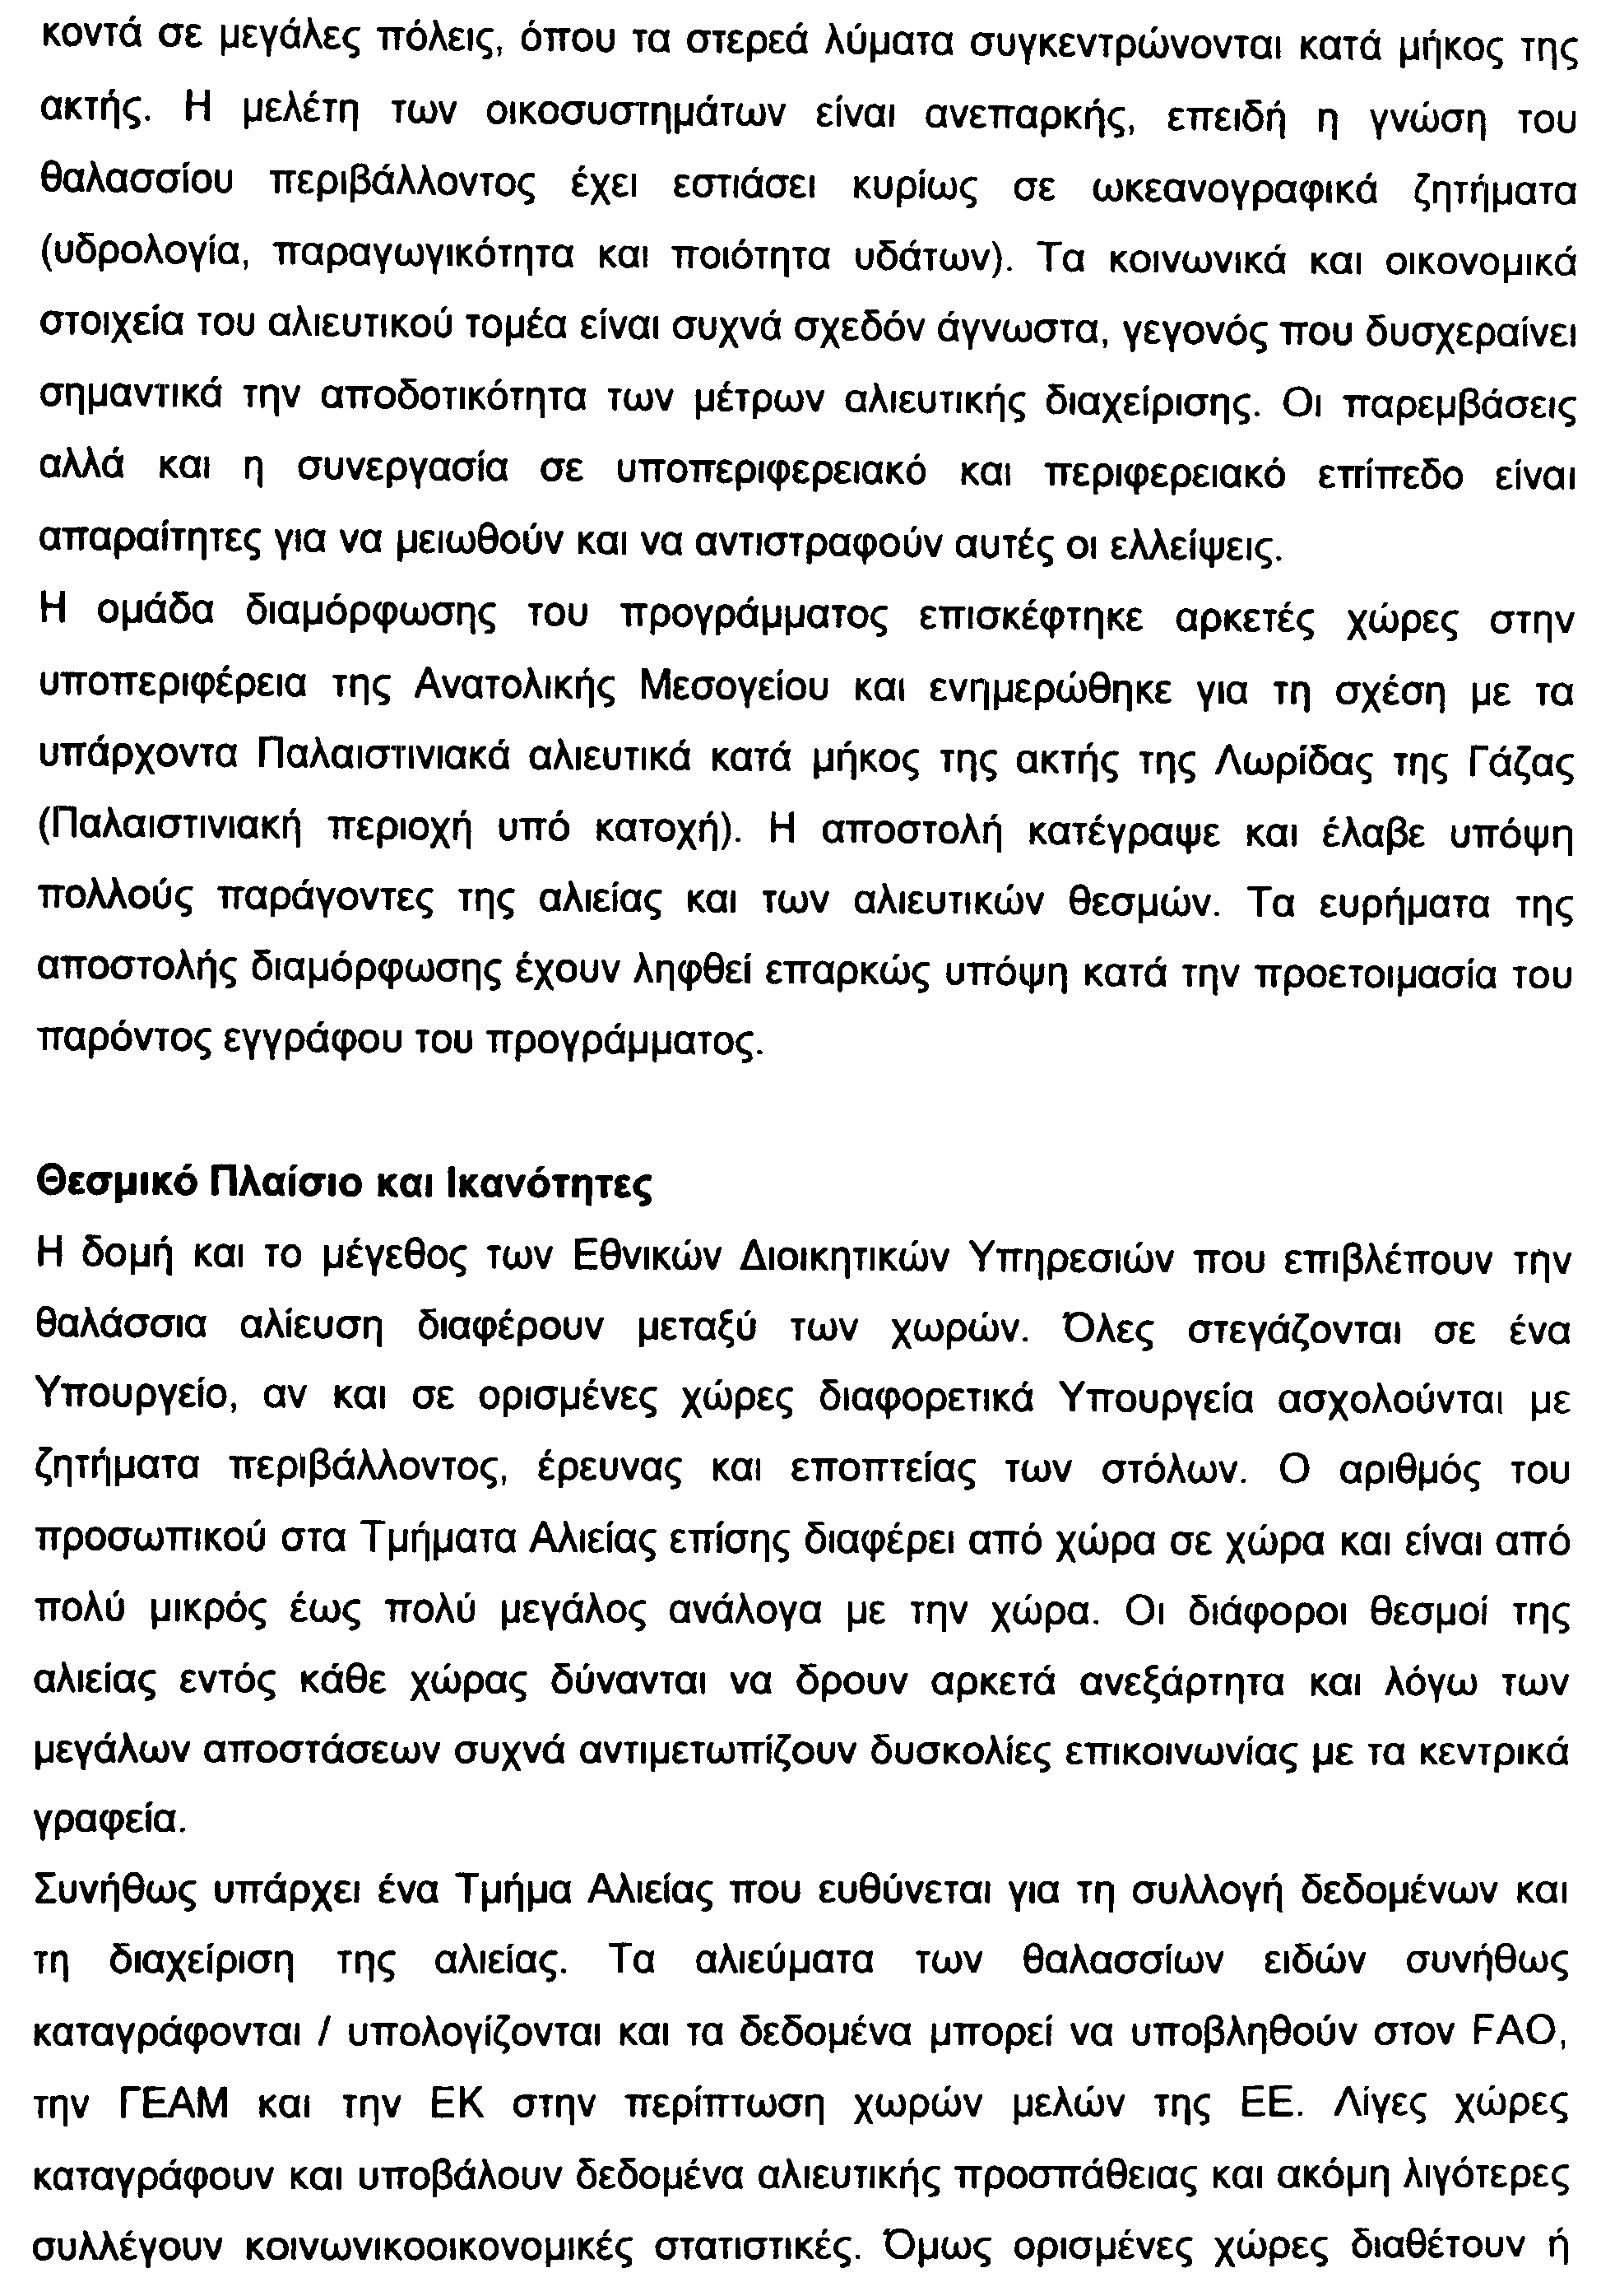 κοντά σε μεγάλες πόλεις, όπου τα στερεά λύματα συγκεντρώνονται κατά μήκος της
ακτής. Η μελέτη των οικοσυστημάτων είναι ανεπαρκής, επειδή η γνώση του
θαλασσίου περιβάλλοντος έχει εστιάσει κυρίως σε ωκεανογραφικά ζητήματα
(υδρολογία, παραγωγικότητα και ποιότητα υδάτων). Τα κοινωνικά και οικονομικά
στοιχεία του αλιευτικού τομέα είναι συχνά σχεδόν άγνωστα, γεγονός που δυσχεραίνει
σημαντικά την αποδοτικότητα των μέτρων αλιευτικής διαχείρισης. Οι παρεμβάσεις
αλλά και η συνεργασία σε υποπεριφερειακό και περιφερειακό επίπεδο είναι
απαραίτητες για να μειωθούν και να αντιστραφούν αυτές οι ελλείψεις.
Η ομάδα διαμόρφωσης του προγράμματος επισκέφτηκε αρκετές χώρες στην
υποπεριφέρεια της Ανατολικής Μεσογείου και ενημερώθηκε για τη σχέση με τα
υπάρχοντα Παλαιστινιακά αλιευτικά κατά μήκος της ακτής της Λωρίδας της Γάζας
(Παλαιστινιακή περιοχή υπό κατοχή). Η αποστολή κατέγραψε και έλαβε υπόψη
πολλούς παράγοντες της αλιείας και των αλιευτικών θεσμών. Τα ευρήματα της
αποστολής διαμόρφωσης έχουν ληφθεί επαρκώς υπόψη κατά την προετοιμασία του
παρόντος εγγράφου του προγράμματος.
Θεσμικό Πλαίσιο και Ικανότητες
Η δομή και το μέγεθος των Εθνικών Διοικητικών Υπηρεσιών που επιβλέπουν την
θαλάσσια αλίευση διαφέρουν μεταξύ των χωρών. Όλες στεγάζονται σε ένα
Υπουργείο, αν και σε ορισμένες χώρες διαφορετικά Υπουργεία ασχολούνται με
ζητήματα περιβάλλοντος, έρευνας και εποπτείας των στόλων. Ο αριθμός του
προσωπικού στα Τμήματα Αλιείας επίσης διαφέρει από χώρα σε χώρα και είναι από
πολύ μικρός έως πολύ μεγάλος ανάλογα με την χώρα. Οι διάφοροι θεσμοί της
αλιείας εντός κάθε χώρας δύνανται να δρουν αρκετά ανεξάρτητα και λόγω των
μεγάλων αποστάσεων συχνά αντιμετωπίζουν δυσκολίες επικοινωνίας με τα κεντρικά
γραφεία.
Συνήθως υπάρχει ένα Τμήμα Αλιείας που ευθύνεται για τη συλλογή δεδομένων και
τη διαχείριση της αλιείας. Τα αλιεύματα των θαλασσίων ειδών συνήθως
καταγράφονται / υπολογίζονται και τα δεδομένα μπορεί να υποβληθούν στον FAO,
την ΓΕΑΜ και την ΕΚ στην περίπτωση χωρών μελών της ΕΕ. Λίγες χώρες
καταγράφουν και υποβάλουν δεδομένα αλιευτικής προσπάθειας και ακόμη λιγότερες
συλλέγουν κοινωνικοοικονομικές στατιστικές. Όμως ορισμένες χώρες διαθέτουν ή